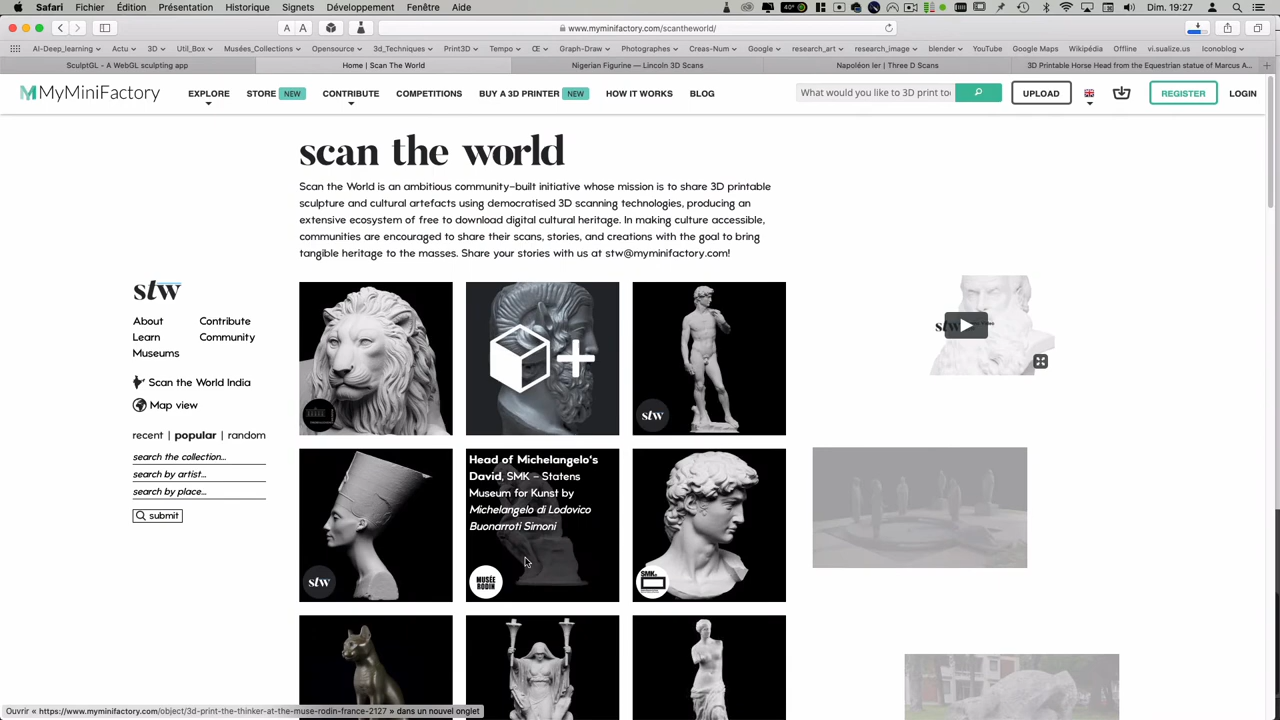 Safari Fichier Édition Présentation Historique Signets Développement Fenêtre Aide
40° Dim. 19:27
A A www.myminifactory.com/scantheworld/
AI-Deep_learning Actu 3D Util_Box Musées_Collections Opensource 3d_Techniques Print3D Tempo Œ Graph-Draw Photographes Creas-Num Google research_art research_image blender YouTube Google Maps Wikipédia Offline vi.sualize.us Iconoblog
SculptGL - A WebGL sculpting app Home | Scan The World Nigerian Figurine — Lincoln 3D Scans Napoléon Ier | Three D Scans 3D Printable Horse Head from the Equestrian statue of Marcus A...
MyMiniFactory EXPLORE STORE NEW CONTRIBUTE COMPETITIONS BUY A 3D PRINTER NEW HOW IT WORKS BLOG What would you like to 3D print to UPLOAD REGISTER LOGIN
scan the world
Scan the World is an ambitious community-built initiative whose mission is to share 3D printable
sculpture and cultural artefacts using democratised 3D scanning technologies, producing an
extensive ecosystem of free to download digital cultural heritage. In making culture accessible,
communities are encouraged to share their scans, stories, and creations with the goal to bring
tangible heritage to the masses. Share your stories with us at stw@myminifactory.com!
stw
About Contribute
Learn Community
Museums
Scan the World India
Map view
recent | popular | random
search the collection...
search by artist...
search by place...
submit
stw
Head of Michelangelo's
David, SMK – Statens
Museum for Kunst by
Michelangelo di Lodovico
Buonarroti Simoni
stw
MUSÉE
RODIN
SMK
Ouvrir « https://www.myminifactory.com/object/3d-print-the-thinker-at-the-muse-rodin-france-2127 » dans un nouvel onglet